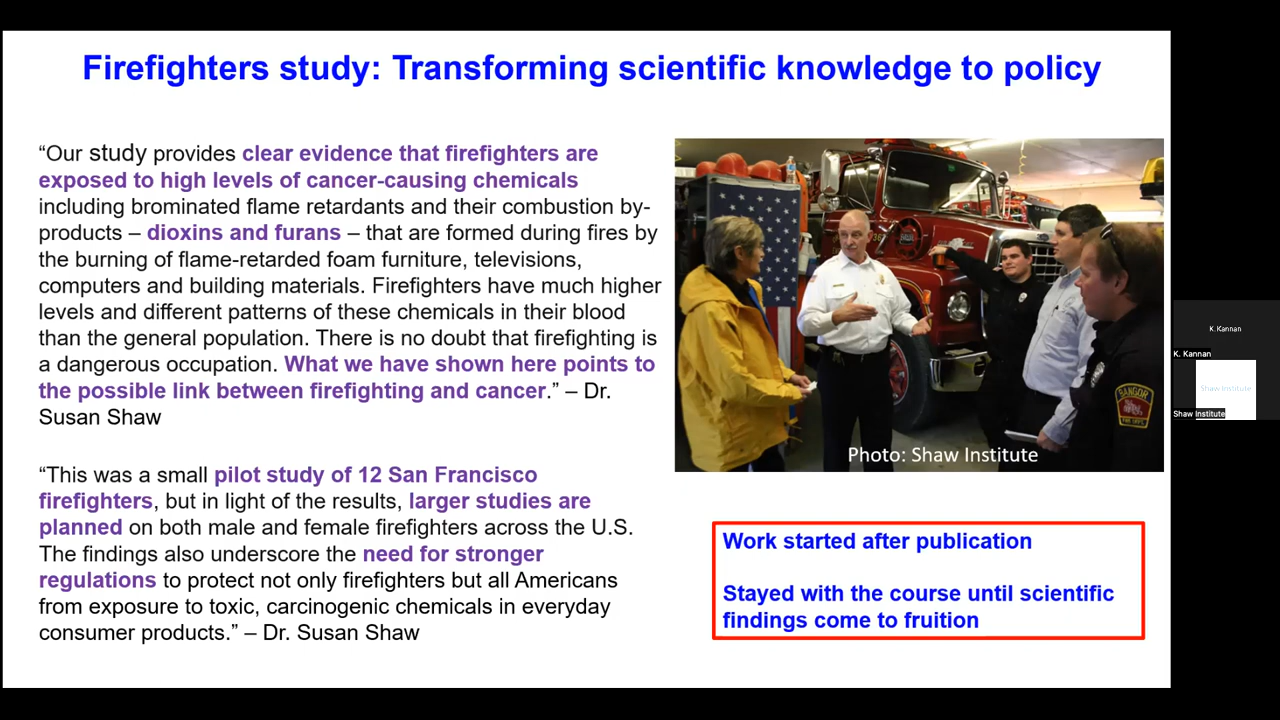 Firefighters study: Transforming scientific knowledge to policy
“Our study provides clear evidence that firefighters are
exposed to high levels of cancer-causing chemicals
including brominated flame retardants and their combustion by-
products – dioxins and furans – that are formed during fires by
the burning of flame-retarded foam furniture, televisions,
computers and building materials. Firefighters have much higher
levels and different patterns of these chemicals in their blood
than the general population. There is no doubt that firefighting is
a dangerous occupation. What we have shown here points to
the possible link between firefighting and cancer.” – Dr.
Susan Shaw
“This was a small pilot study of 12 San Francisco
firefighters, but in light of the results, larger studies are
planned on both male and female firefighters across the U.S.
The findings also underscore the need for stronger
regulations to protect not only firefighters but all Americans
from exposure to toxic, carcinogenic chemicals in everyday
consumer products.” – Dr. Susan Shaw
BANGOR
Photo: Shaw Institute
Work started after publication
Stayed with the course until scientific
findings come to fruition
K. Kannan
K. Kannan
Shaw Institute
Shaw Institute